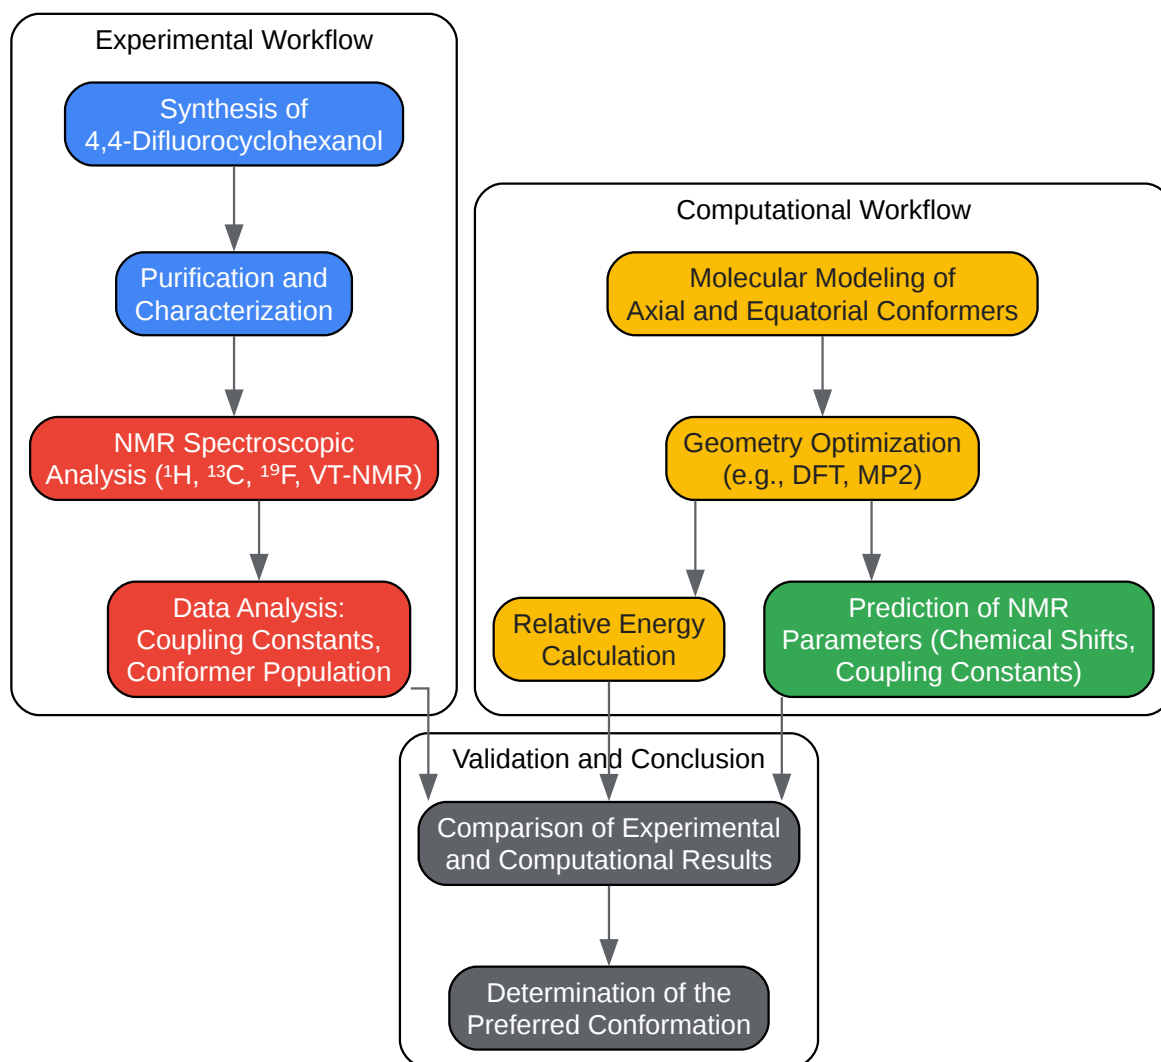 Experimental Workflow
Synthesis of
4,4-Difluorocyclohexanol
Purification and
Characterization
NMR Spectroscopic
Analysis (¹H, ¹³C, ¹⁹F, VT-NMR)
Data Analysis:
Coupling Constants,
Conformer Population
Computational Workflow
Molecular Modeling of
Axial and Equatorial Conformers
Geometry Optimization
(e.g., DFT, MP2)
Relative Energy
Calculation
Prediction of NMR
Parameters (Chemical Shifts,
Coupling Constants)
Validation and Conclusion
Comparison of Experimental
and Computational Results
Determination of the
Preferred Conformation